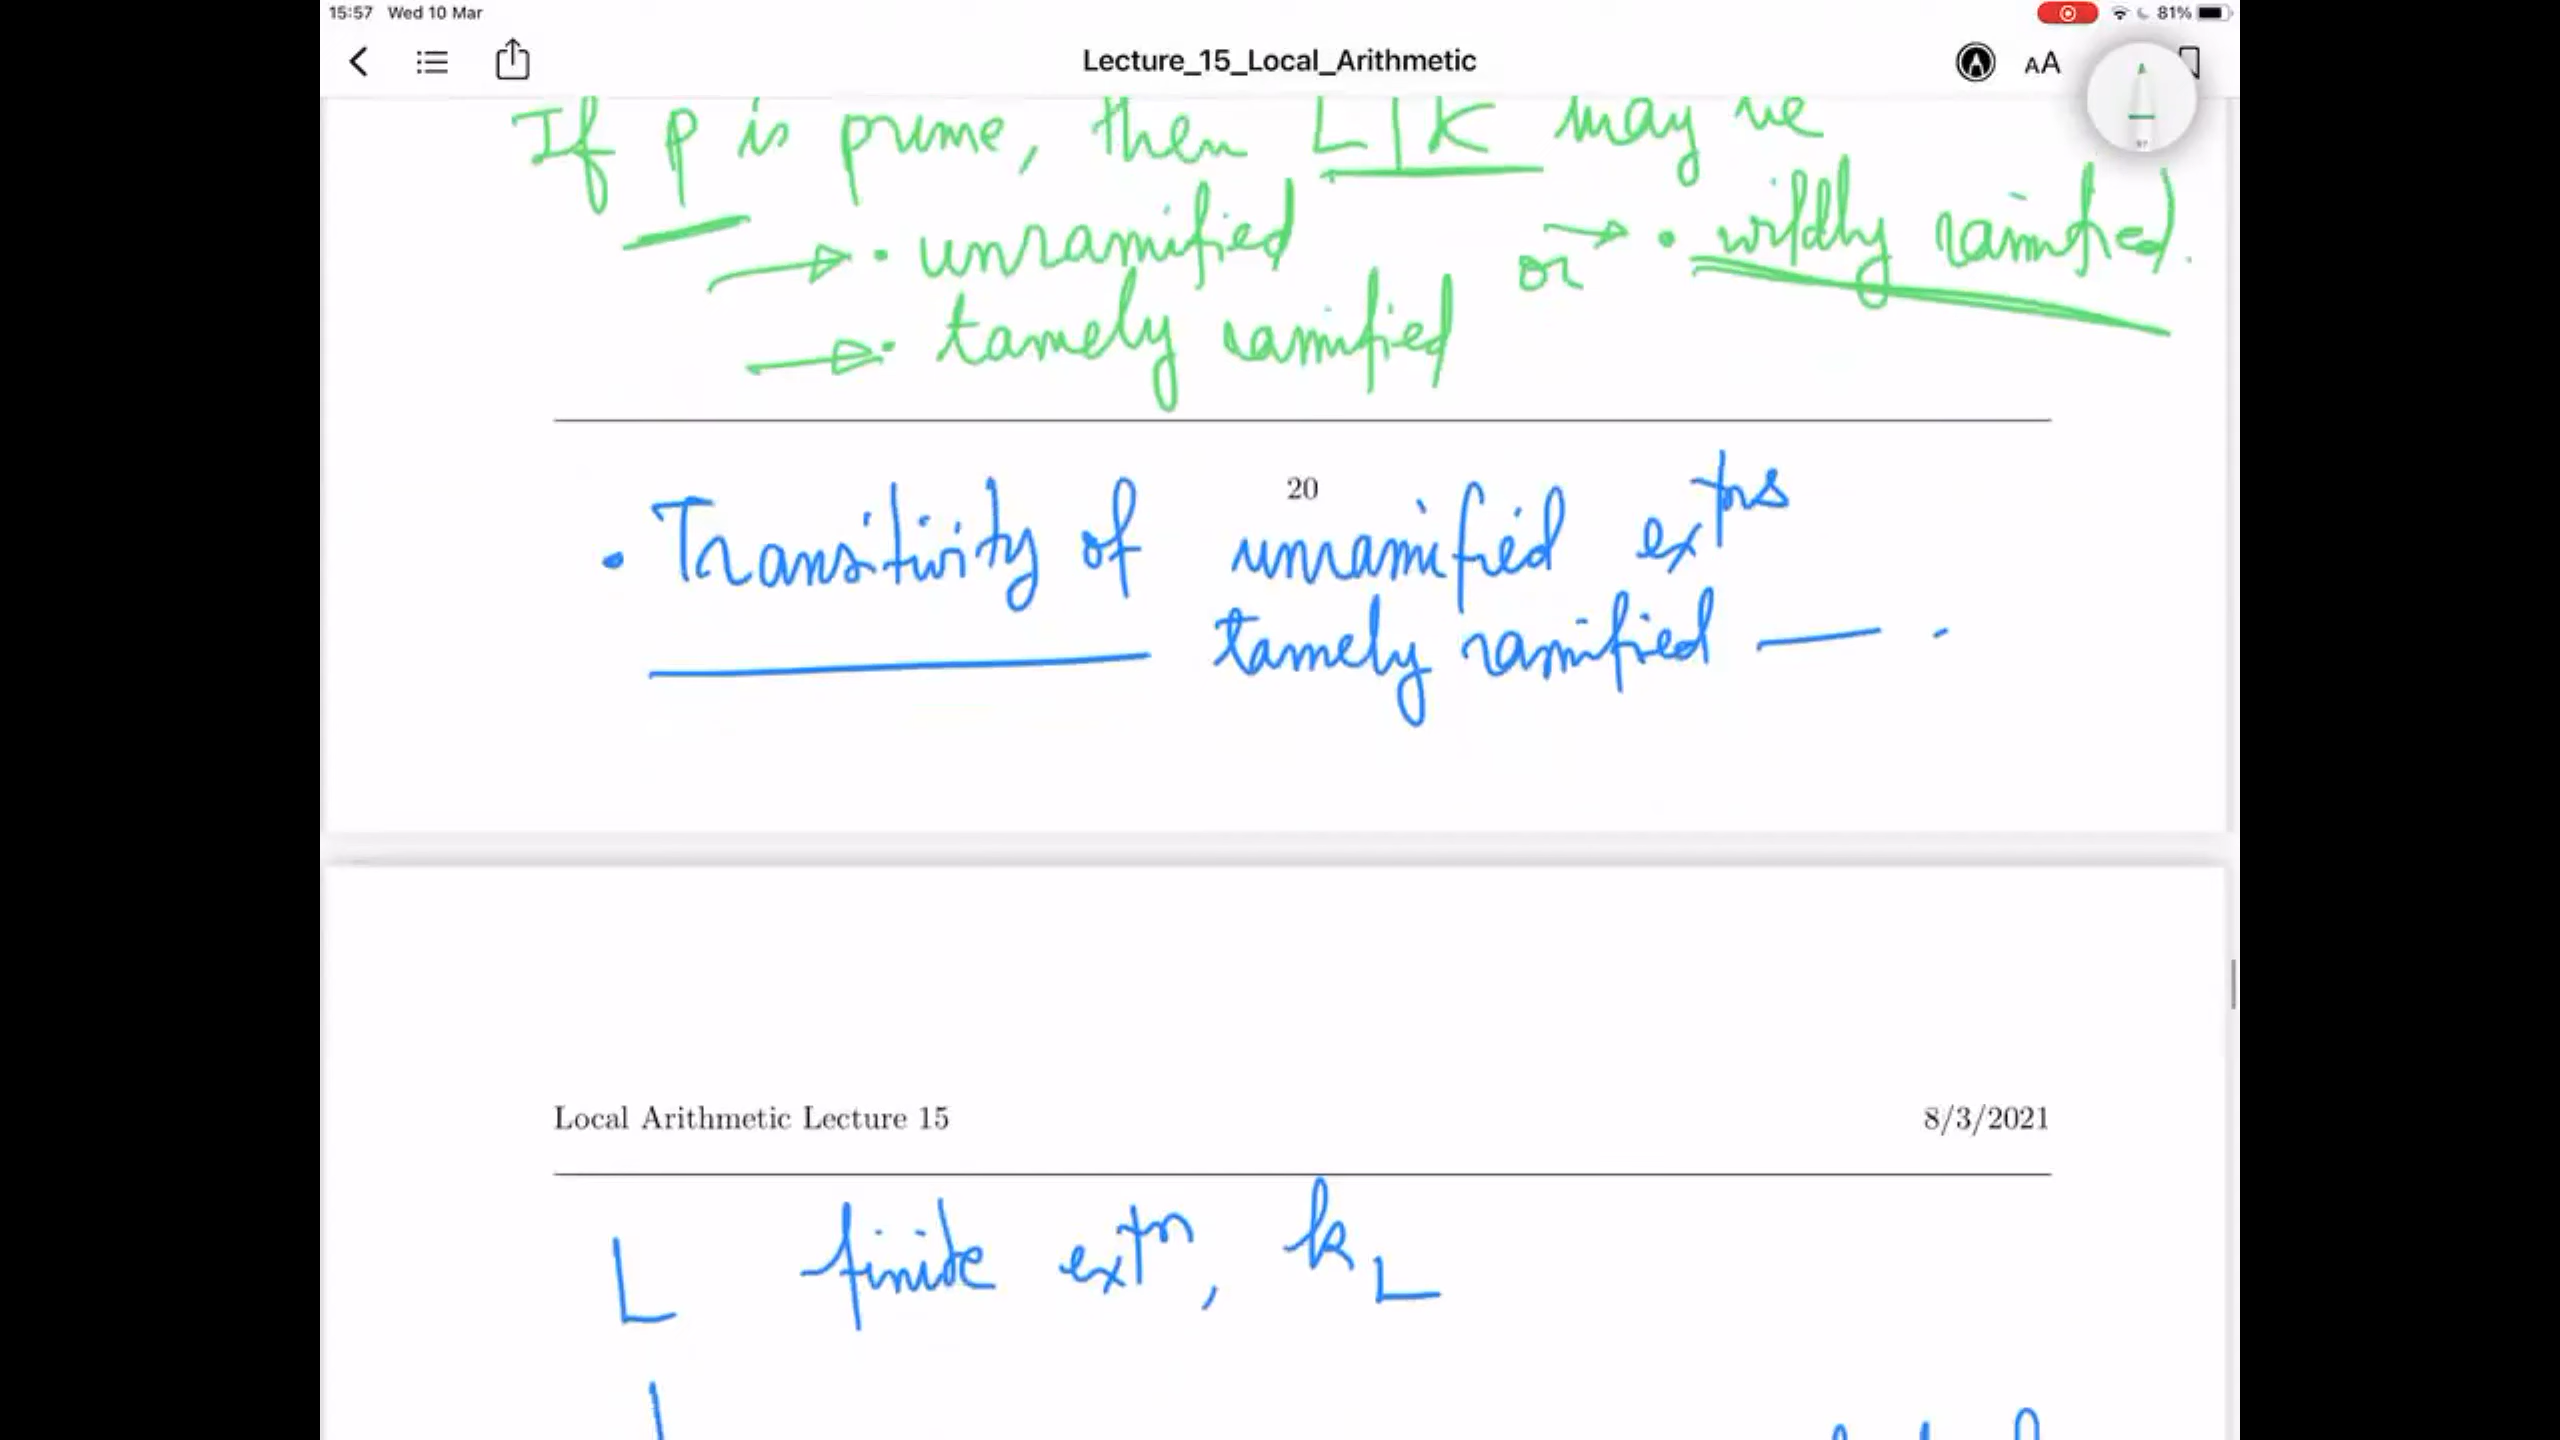 15:57 Wed 10 Mar 81%
Lecture_15_Local_Arithmetic
AA
If p is prime, then L|K may be
→ • unramified or → • wildly ramified.
→ • tamely ramified
20
• Transitivity of unramified extns
——— tamely ramified — .
Local Arithmetic Lecture 15 8/3/2021
L finite extn, k_L